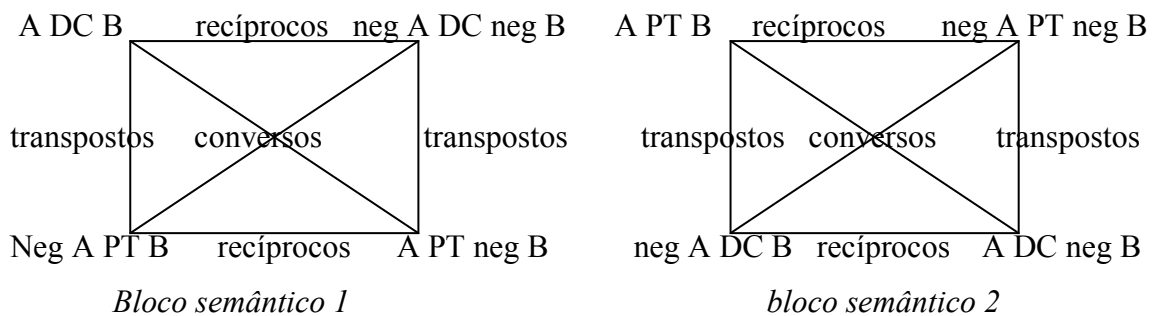 A DC B recíprocos neg A DC neg B A PT B recíprocos neg A PT neg B
transpostos conversos transpostos transpostos conversos transpostos
Neg A PT B recíprocos A PT neg B neg A DC B recíprocos A DC neg B
Bloco semântico 1 bloco semântico 2